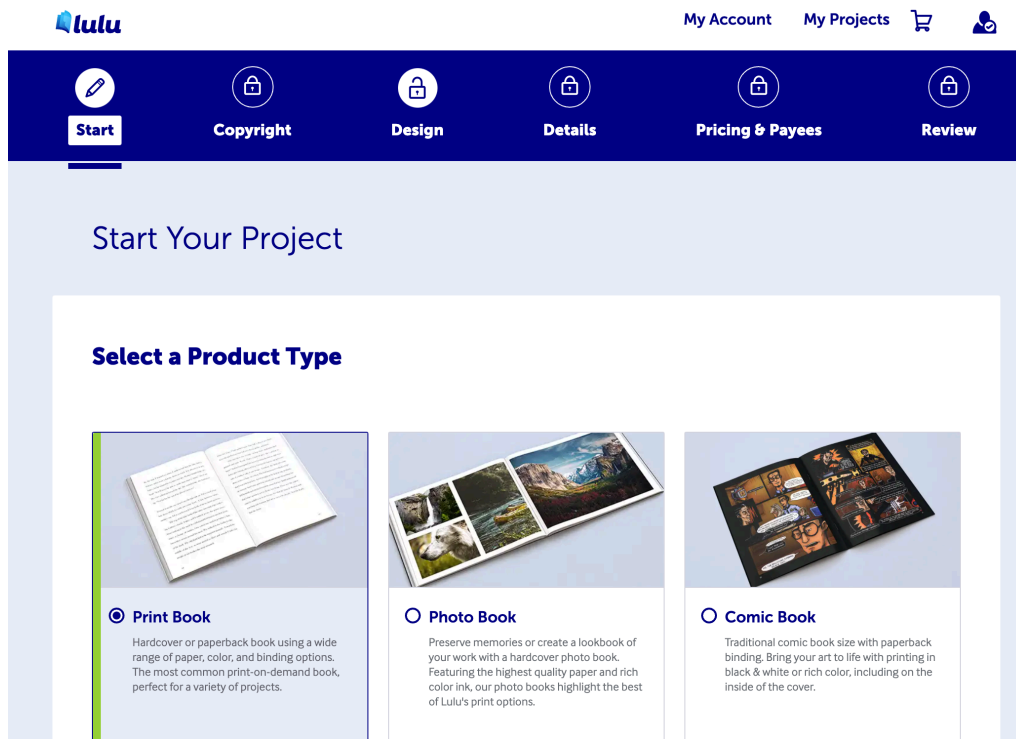 lulu
My Account
My Projects
Start
Copyright
Design
Details
Pricing & Payees
Review
Start Your Project
Select a Product Type
Print Book
Hardcover or paperback book using a wide
range of paper, color, and binding options.
The most common print-on-demand book,
perfect for a variety of projects.
Photo Book
Preserve memories or create a lookbook of
your work with a hardcover photo book.
Featuring the highest quality paper and rich
color ink, our photo books highlight the best
of Lulu's print options.
Comic Book
Traditional comic book size with paperback
binding. Bring your art to life with printing in
black & white or rich color, including on the
inside of the cover.